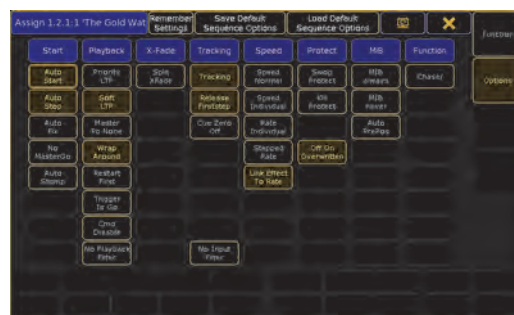 Assign 1.2.1:1 'The Gold Wat
Remember Settings
Save Default Sequence Options
Load Default Sequence Options
Function
Start Playback X-Fade Tracking Speed Protect MIB Function
Auto Start
Priority LTP
Split XFade
Tracking
Speed Normal
Swap Protect
MIB always
Chaser
Options
Auto Stop
Soft LTP
Release Firststep
Speed Individual
Kill Protect
MIB never
Auto Fix
Master Go None
Cue Zero Off
Rate Individual
Auto PrePos
No MasterGo
Wrap Around
Stepped Rate
Off On Overwritten
Auto Stomp
Restart First
Link Effect To Rate
Trigger Is Go
Cmd Disable
No Playback Filter
No Input Filter